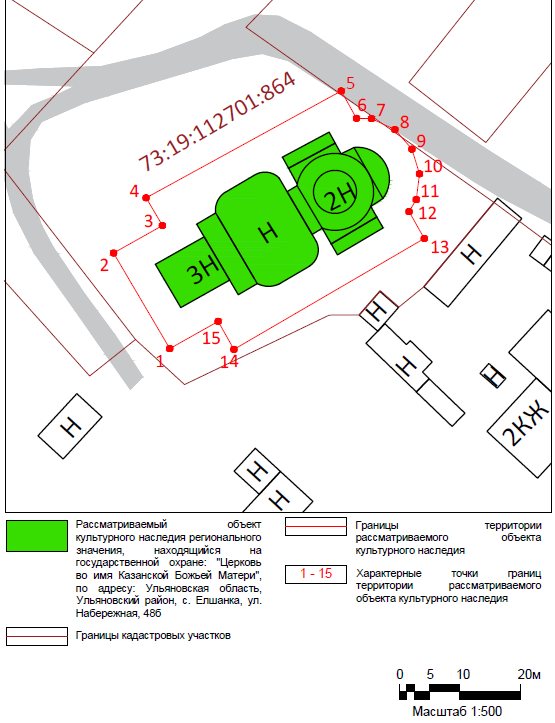 73:19:112701:864
5
6
7
8
9
4
10
3
11
2Н
12
Н
13
2
Н
3Н
Н
15
1
14
Н
Н
2КЖ
Н
Н
Н
Рассматриваемый объект
культурного наследия регионального
значения, находящийся на
государственной охране: "Церковь
во имя Казанской Божьей Матери",
по адресу: Ульяновская область,
Ульяновский район, с. Елшанка, ул.
Набережная, 48б
Границы кадастровых участков
Границы территории
рассматриваемого объекта
культурного наследия
1 - 15
Характерные точки границ
территории рассматриваемого
объекта культурного наследия
0 5 10 20м
Масштаб 1:500